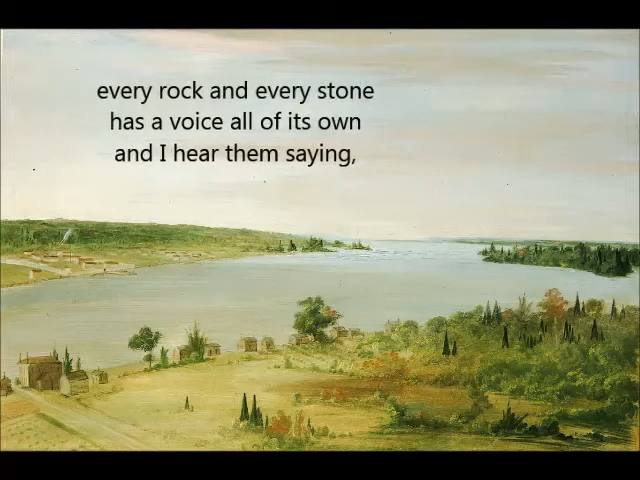 every rock and every stone
has a voice all of its own
and I hear them saying,